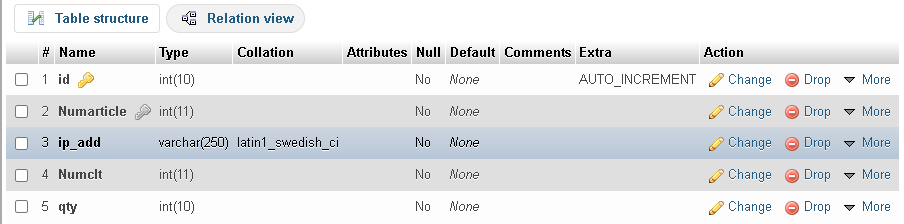 Table structure Relation view
# Name Type Collation Attributes Null Default Comments Extra Action
1 id int(10) No None AUTO_INCREMENT Change Drop More
2 Numarticle int(11) No None Change Drop More
3 ip_add varchar(250) latin1_swedish_ci No None Change Drop More
4 Numclt int(11) No None Change Drop More
5 qty int(10) No None Change Drop More